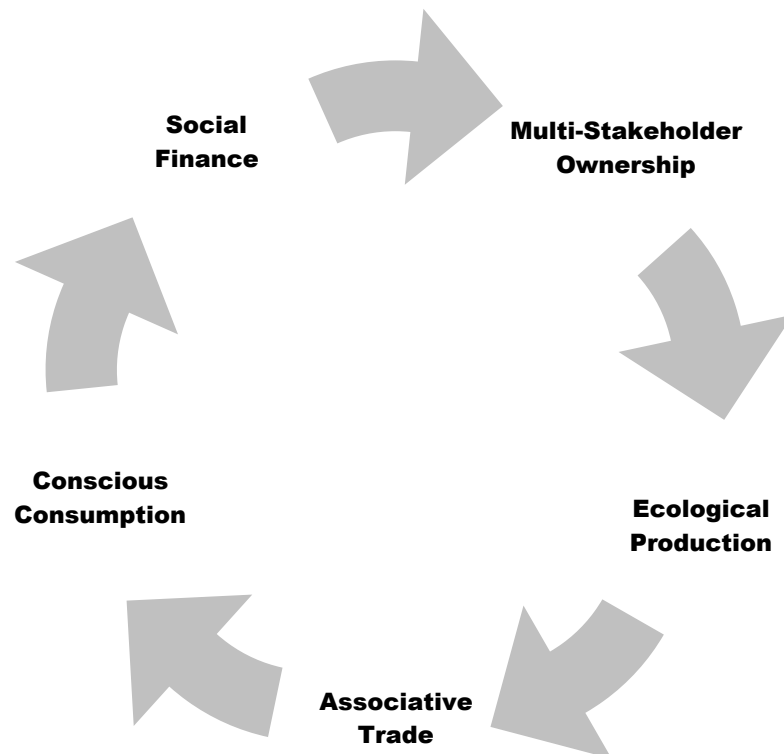 Social
Finance
Multi-Stakeholder
Ownership
Ecological
Production
Associative
Trade
Conscious
Consumption